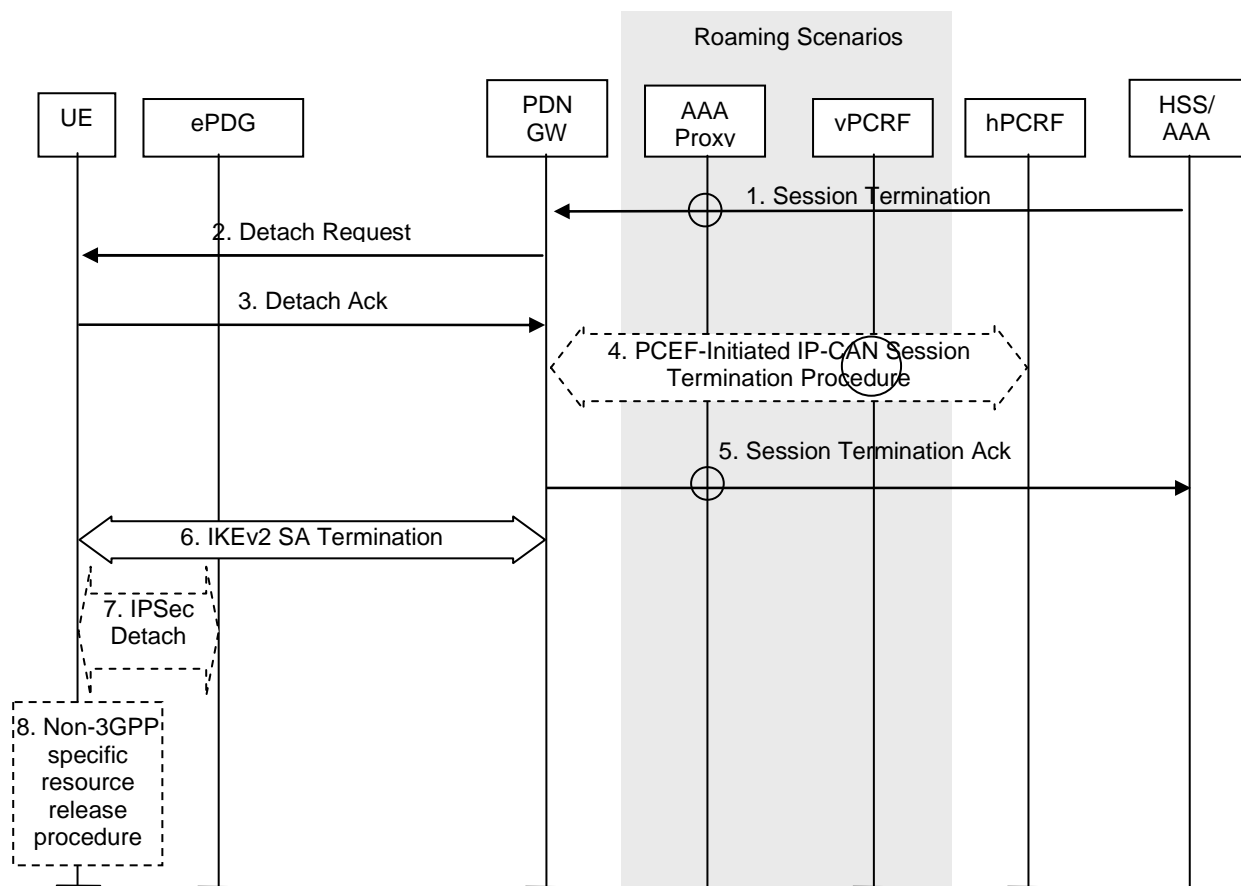 Roaming Scenarios
UE
ePDG
PDN
GW
AAA
Proxy
vPCRF
hPCRF
HSS/
AAA
1. Session Termination
2. Detach Request
3. Detach Ack
4. PCEF-Initiated IP-CAN Session
Termination Procedure
5. Session Termination Ack
6. IKEv2 SA Termination
7. IPSec
Detach
8. Non-3GPP
specific
resource
release
procedure